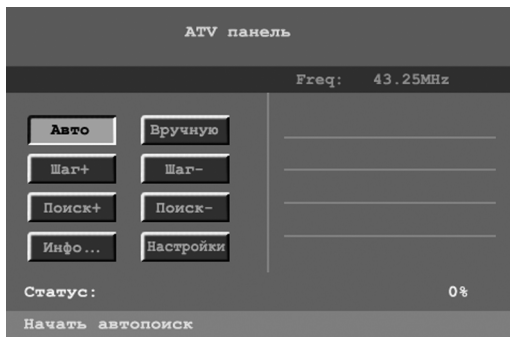 ATV панель
Freq: 43.25MHz
Авто Вручную
Шаг+ Шаг-
Поиск+ Поиск-
Инфо... Настройки
Статус: 0%
Начать автопоиск